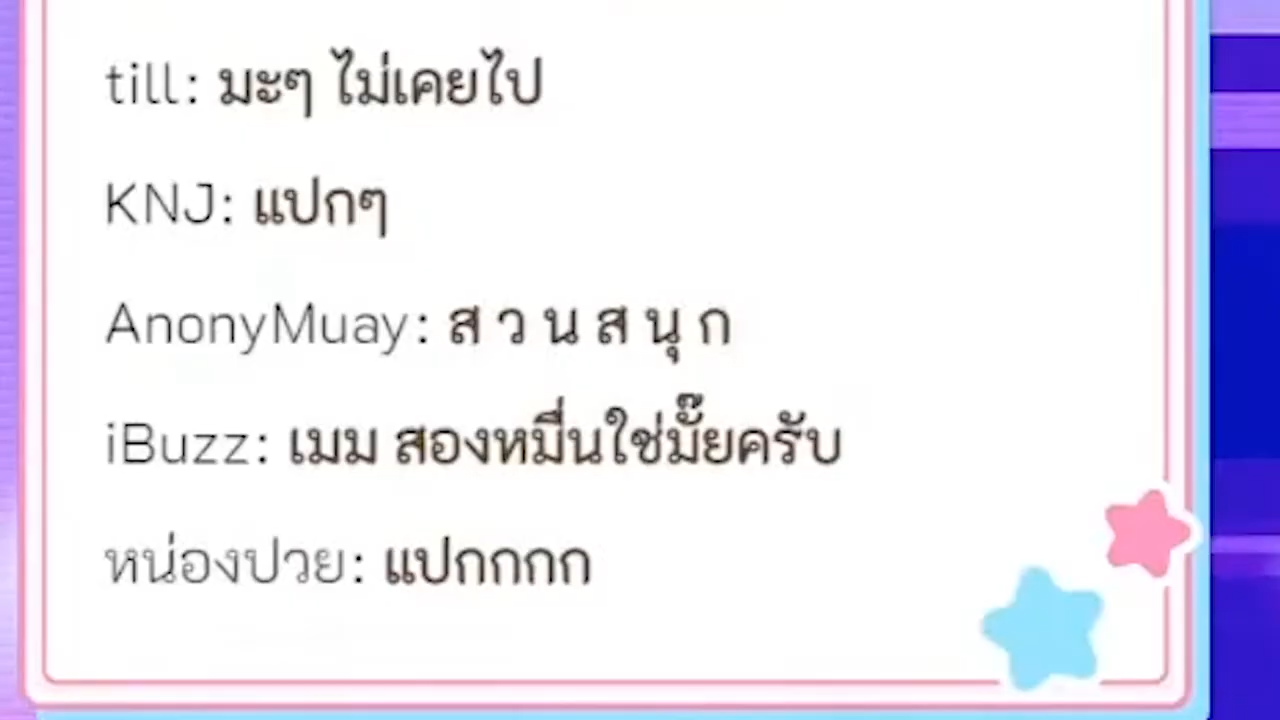 till: มะๆ ไม่เคยไป
KNJ: แปกๆ
AnonyMuay: ส ว น ส นุ ก
iBuzz: เมม สองหมื่นใช่มั๊ยครับ
หน่องปวย: แปกกกก